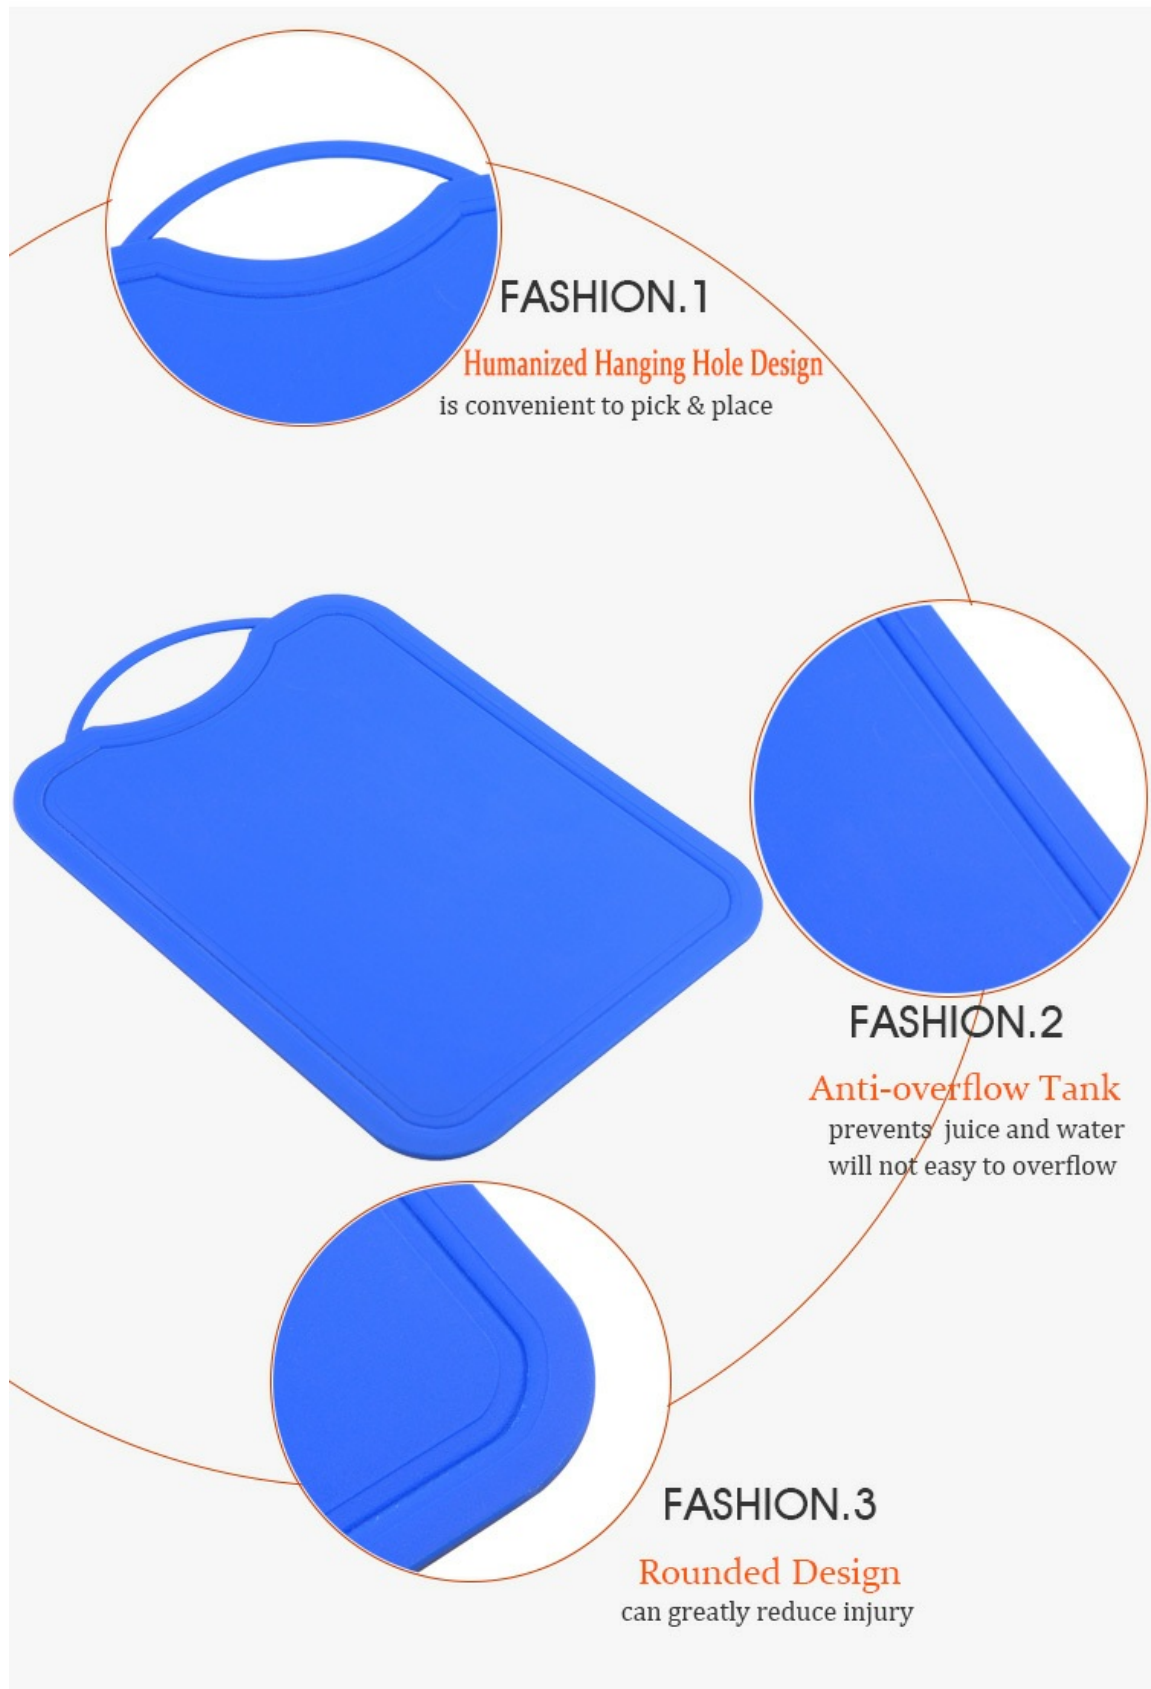 FASHION.1
Humanized Hanging Hole Design
is convenient to pick & place
FASHION.2
Anti-overflow Tank
prevents juice and water
will not easy to overflow
FASHION.3
Rounded Design
can greatly reduce injury